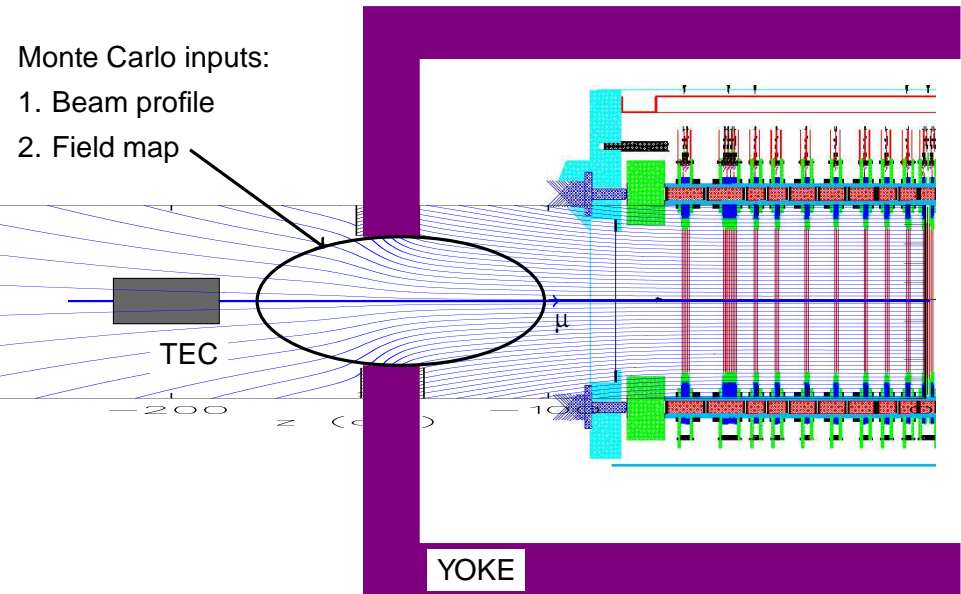 Monte Carlo inputs:
1. Beam profile
2. Field map
μ
TEC
−200
−100
z (
)
YOKE